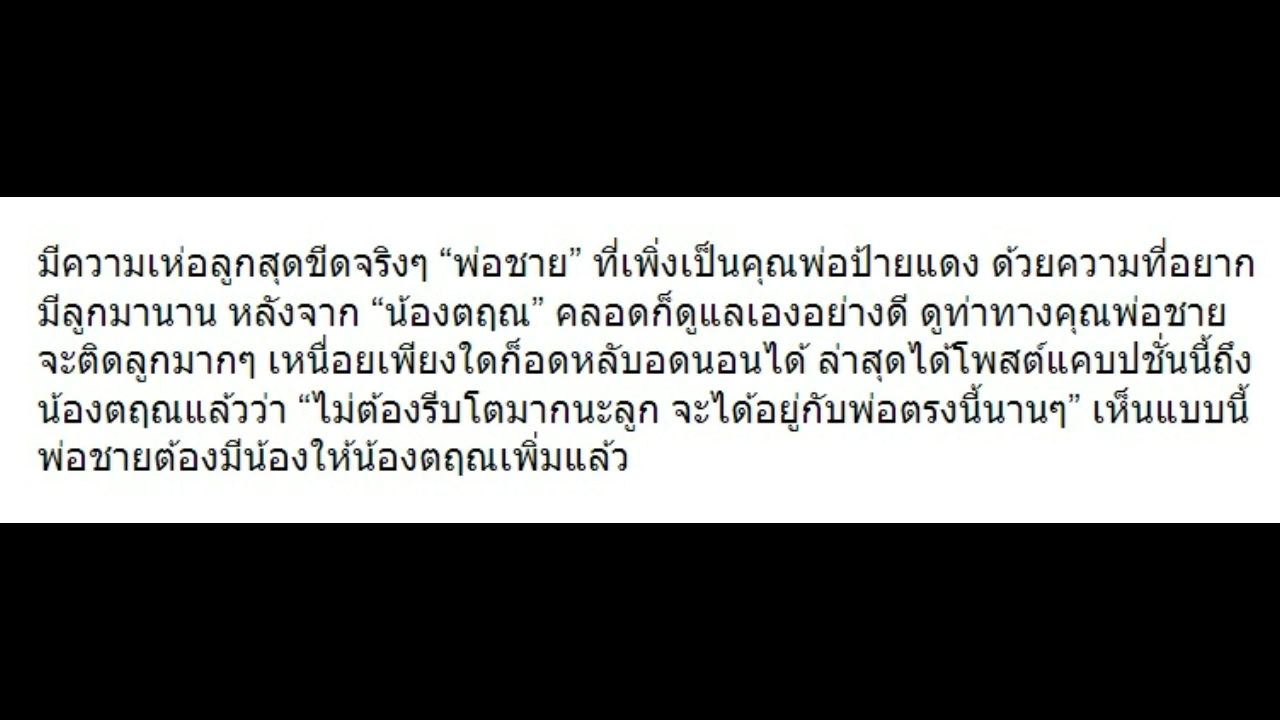 มีความเห่อลูกสุดขีดจริงๆ “พ่อชาย” ที่เพิ่งเป็นคุณพ่อป้ายแดง ด้วยความที่อยาก
มีลูกมานาน หลังจาก “น้องตฤณ” คลอดก็ดูแลเองอย่างดี ดูท่าทางคุณพ่อชาย
จะติดลูกมากๆ เหนื่อยเพียงใดก็อดหลับอดนอนได้ ล่าสุดได้โพสต์แคบปชั่นนี้ถึง
น้องตฤณแล้วว่า “ไม่ต้องรีบโตมากนะลูก จะได้อยู่กับพ่อตรงนี้นานๆ” เห็นแบบนี้
พ่อชายต้องมีน้องให้น้องตฤณเพิ่มแล้ว